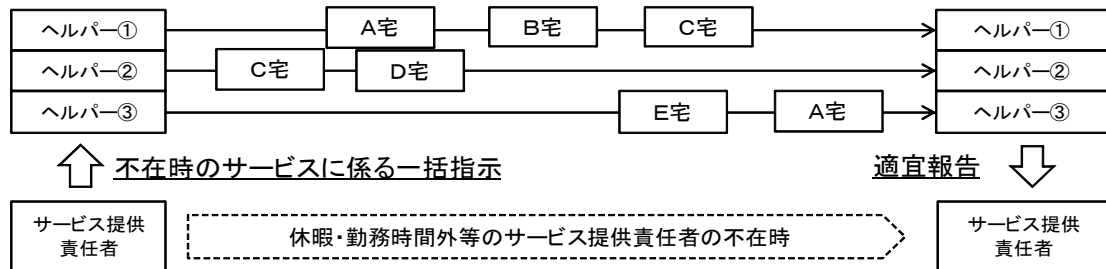 ヘルパー① A宅 B宅 C宅 ヘルパー①
ヘルパー② C宅 D宅 ヘルパー②
ヘルパー③ E宅 A宅 ヘルパー③
不在時のサービスに係る一括指示 適宜報告
サービス提供
責任者
休暇・勤務時間外等のサービス提供責任者の不在時
サービス提供
責任者